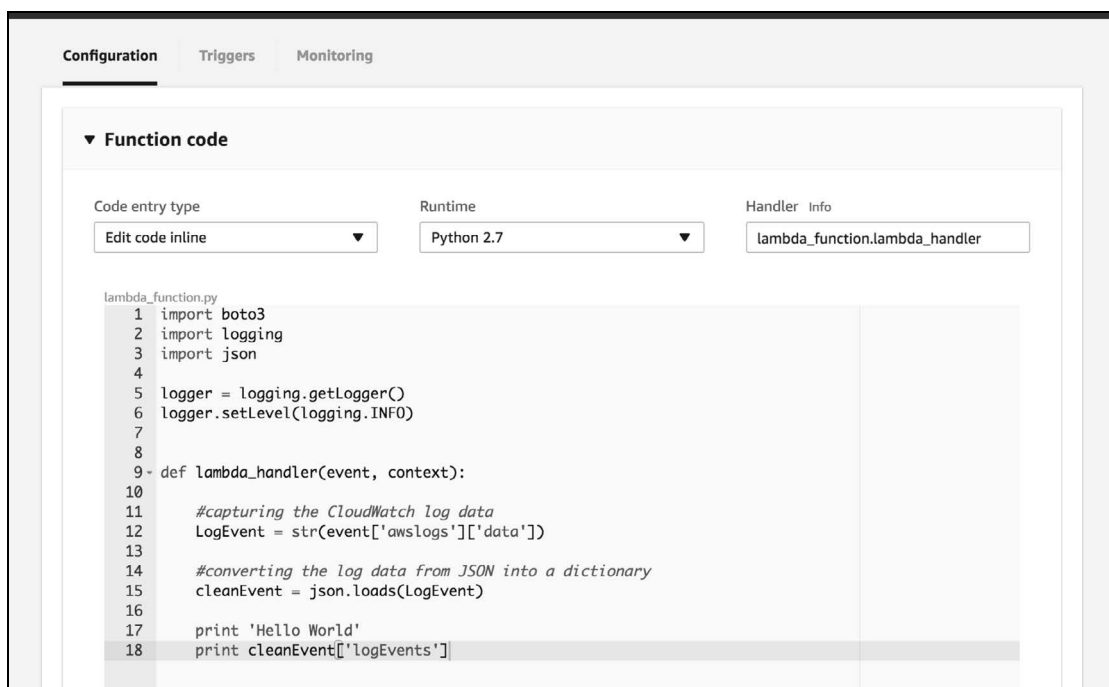 Configuration Triggers Monitoring
▼ Function code
Code entry type Runtime Handler Info
Edit code inline ▼ Python 2.7 ▼ lambda_function.lambda_handler
lambda_function.py
1 import boto3
2 import logging
3 import json
4
5 logger = logging.getLogger()
6 logger.setLevel(logging.INFO)
7
8
9 def lambda_handler(event, context):
10
11     #capturing the CloudWatch log data
12     LogEvent = str(event['awslogs']['data'])
13
14     #converting the log data from JSON into a dictionary
15     cleanEvent = json.loads(LogEvent)
16
17     print 'Hello World'
18     print cleanEvent['logEvents']